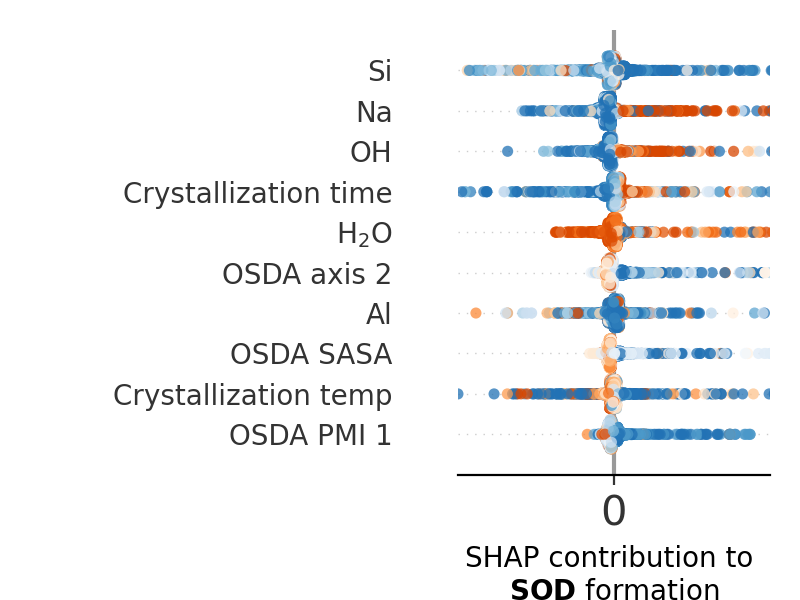 Si
Na
OH
Crystallization time
H₂O
OSDA axis 2
Al
OSDA SASA
Crystallization temp
OSDA PMI 1
0
SHAP contribution to
SOD formation